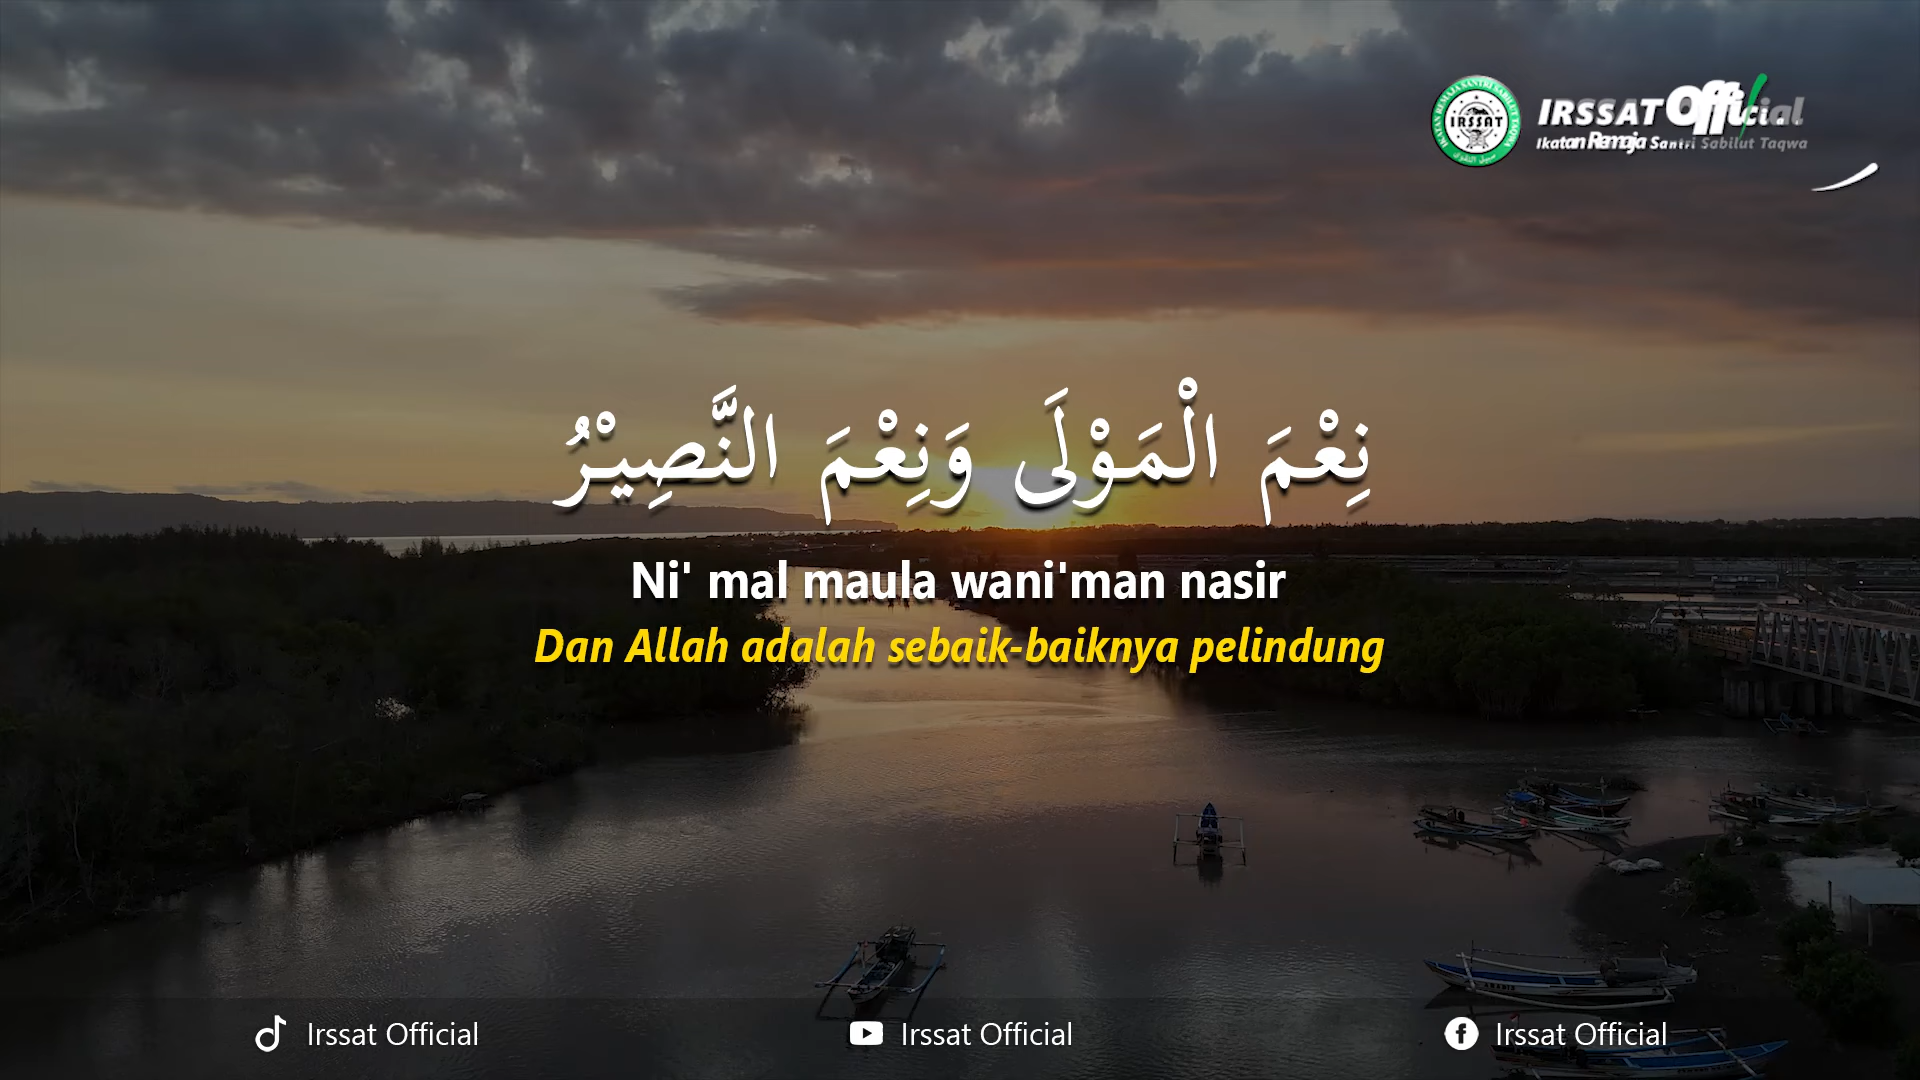 IRSSAT Official
Ikatan Remaja Santri Sabilut Taqwa
IRSSAT
نِعْمَ الْمَوْلَى وَنِعْمَ النَّصِيْرُ
Ni' mal maula wani'man nasir
Dan Allah adalah sebaik-baiknya pelindung
Irssat Official
Irssat Official
Irssat Official